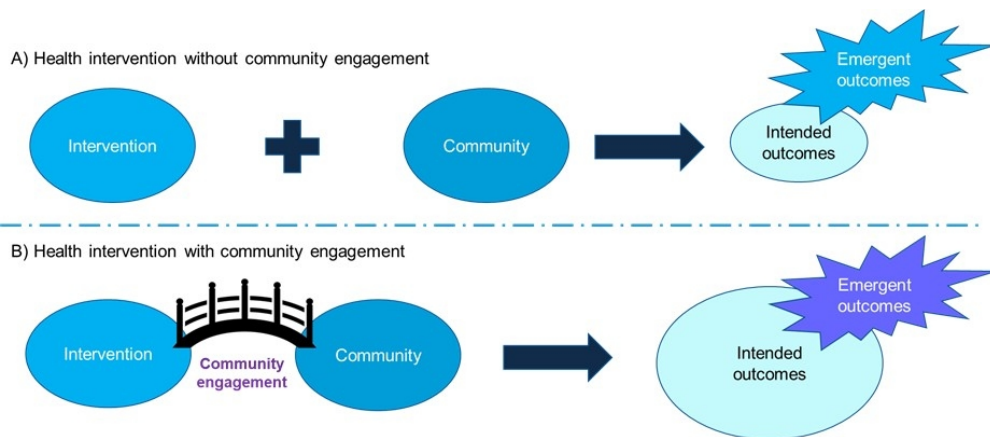 A) Health intervention without community engagement
Emergent
outcomes
Intervention
Community
Intended
outcomes
B) Health intervention with community engagement
Emergent
outcomes
Intervention
Community
engagement
Community
Intended
outcomes